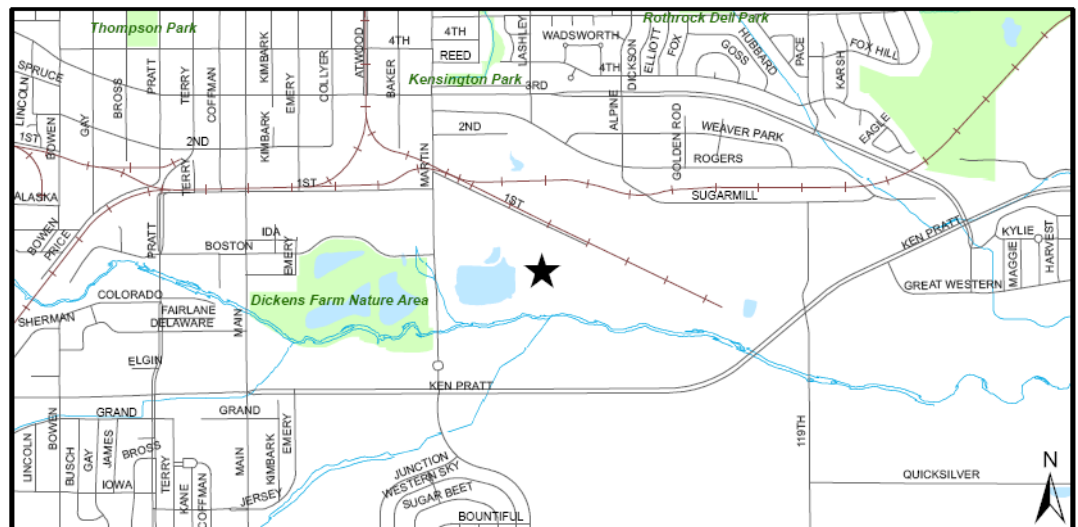 Thompson Park
Rothrock Dell Park
Kensington Park
Dickens Farm Nature Area
SPRUCE
LINCOLN
BOWEN
GAY
BROSS
PRATT
TERRY
COFFMAN
KIMBARK
EMERY
COLLYER
ATWOOD
4TH
BAKER
4TH
REED
LASHLEY
WADSWORTH
4TH
3RD
DICKSON
ELLIOTT
FOX
GOSS
HUBBARD
PACE
KARSH
FOX HILL
EAGLE
1ST
2ND
KIMBARK
TERRY
1ST
MARTIN
2ND
ALPINE
GOLDEN ROD
WEAVER PARK
ROGERS
SUGARMILL
1ST
ALASKA
BOWEN
PRICE
PRATT
BOSTON
IDA
EMERY
KEN PRATT
KYLIE
MAGGIE
HARVEST
GREAT WESTERN
COLORADO
SHERMAN
FAIRLANE
DELAWARE
MAIN
ELGIN
KEN PRATT
GRAND
GRAND
LINCOLN
BOWEN
BUSCH
GAY
JAMES
BROSS
IOWA
TERRY
KANE
COFFMAN
MAIN
KIMBARK
EMERY
JERSEY
JUNCTION
WESTERN SKY
SUGAR BEET
BOUNTIFUL
119TH
QUICKSILVER
N